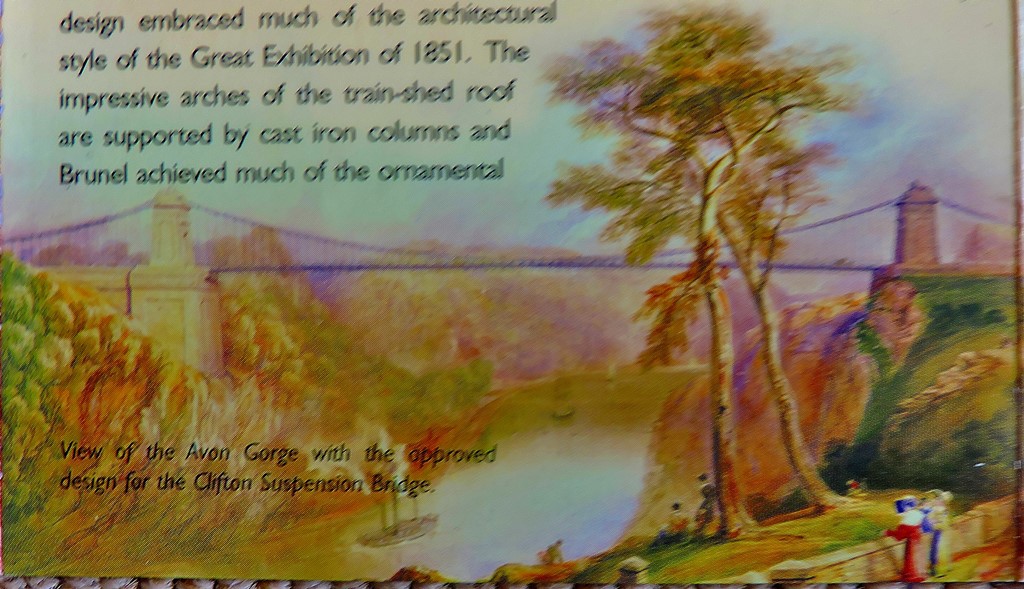 design embraced much of the architectural
style of the Great Exhibition of 1851. The
impressive arches of the train-shed roof
are supported by cast iron columns and
Brunel achieved much of the ornamental
View of the Avon Gorge with the approved
design for the Clifton Suspension Bridge.